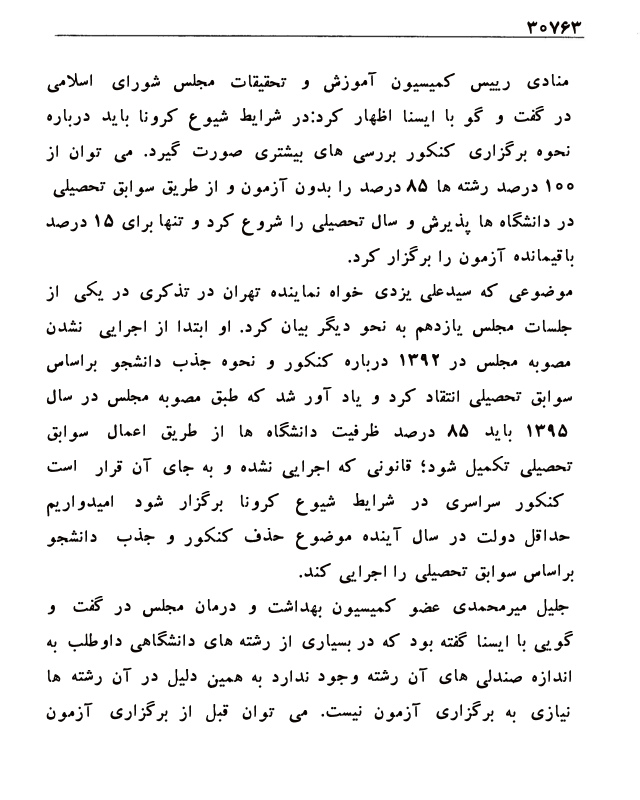 ۳۰۷۶۳
منادی رییس کمیسیون آموزش و تحقیقات مجلس شورای اسلامی
در گفت و گو با ایسنا اظهار کرد:در شرایط شیوع کرونا باید درباره
نحوه برگزاری کنکور بررسی های بیشتری صورت گیرد. می توان از
۱۰۰ درصد رشته ها ۸۵ درصد را بدون آزمون و از طریق سوابق تحصیلی
در دانشگاه ها پذیرش و سال تحصیلی را شروع کرد و تنها برای ۱۵ درصد
باقیمانده آزمون را برگزار کرد.
موضوعی که سیدعلی یزدی خواه نماینده تهران در تذکری در یکی از
جلسات مجلس یازدهم به نحو دیگر بیان کرد. او ابتدا از اجرایی نشدن
مصوبه مجلس در ۱۳۹۲ درباره کنکور و نحوه جذب دانشجو براساس
سوابق تحصیلی انتقاد کرد و یاد آور شد که طبق مصوبه مجلس در سال
۱۳۹۵ باید ۸۵ درصد ظرفیت دانشگاه ها از طریق اعمال سوابق
تحصیلی تکمیل شود؛ قانونی که اجرایی نشده و به جای آن قرار است
کنکور سراسری در شرایط شیوع کرونا برگزار شود امیدواریم
حداقل دولت در سال آینده موضوع حذف کنکور و جذب دانشجو
براساس سوابق تحصیلی را اجرایی کند.
جلیل میرمحمدی عضو کمیسیون بهداشت و درمان مجلس در گفت و
گویی با ایسنا گفته بود که در بسیاری از رشته های دانشگاهی داوطلب به
اندازه صندلی های آن رشته وجود ندارد به همین دلیل در آن رشته ها
نیازی به برگزاری آزمون نیست. می توان قبل از برگزاری آزمون